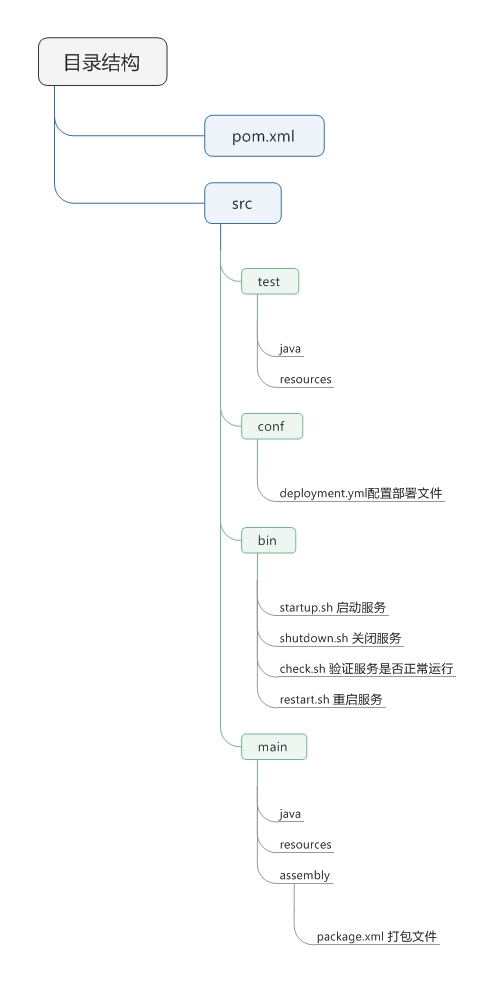 目录结构
pom.xml
src
test
java
resources
conf
deployment.yml配置部署文件
bin
startup.sh 启动服务
shutdown.sh 关闭服务
check.sh 验证服务是否正常运行
restart.sh 重启服务
main
java
resources
assembly
package.xml 打包文件